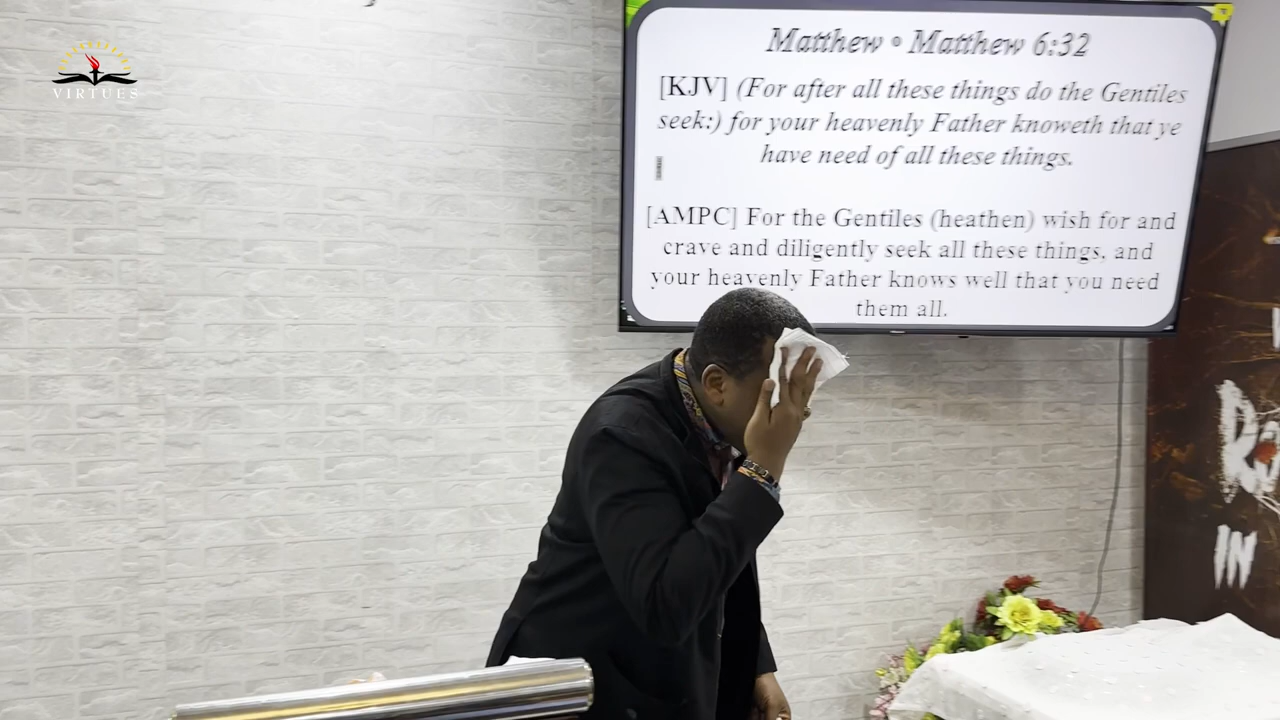 VIRTUES
Matthew • Matthew 6:32
[KJV] (For after all these things do the Gentiles
seek:) for your heavenly Father knoweth that ye
have need of all these things.
[AMPC] For the Gentiles (heathen) wish for and
crave and diligently seek all these things, and
your heavenly Father knows well that you need
them all.
IN